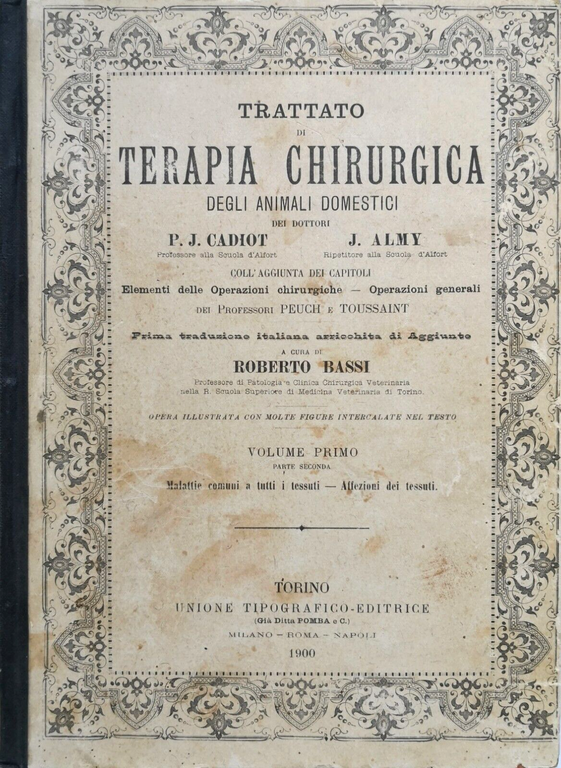 TRATTATO
DI
TERAPIA CHIRURGICA
DEGLI ANIMALI DOMESTICI
DEI DOTTORI
P. J. CADIOT J. ALMY
Professore alla Scuola d'Alfort Ripetitore alla Scuola d'Alfort
COLL'AGGIUNTA DEI CAPITOLI
Elementi delle Operazioni chirurgiche — Operazioni generali
DEI PROFESSORI PEUCH E TOUSSAINT
Prima traduzione italiana arricchita di Aggiunte
A CURA DI
ROBERTO BASSI
Professore di Patologia e Clinica Chirurgica Veterinaria
nella R. Scuola Superiore di Medicina Veterinaria di Torino.
OPERA ILLUSTRATA CON MOLTE FIGURE INTERCALATE NEL TESTO
VOLUME PRIMO
PARTE SECONDA
Malattie comuni a tutti i tessuti — Affezioni dei tessuti.
TORINO
UNIONE TIPOGRAFICO-EDITRICE
(Già Ditta POMBA e C.)
MILANO — ROMA — NAPOLI
1900